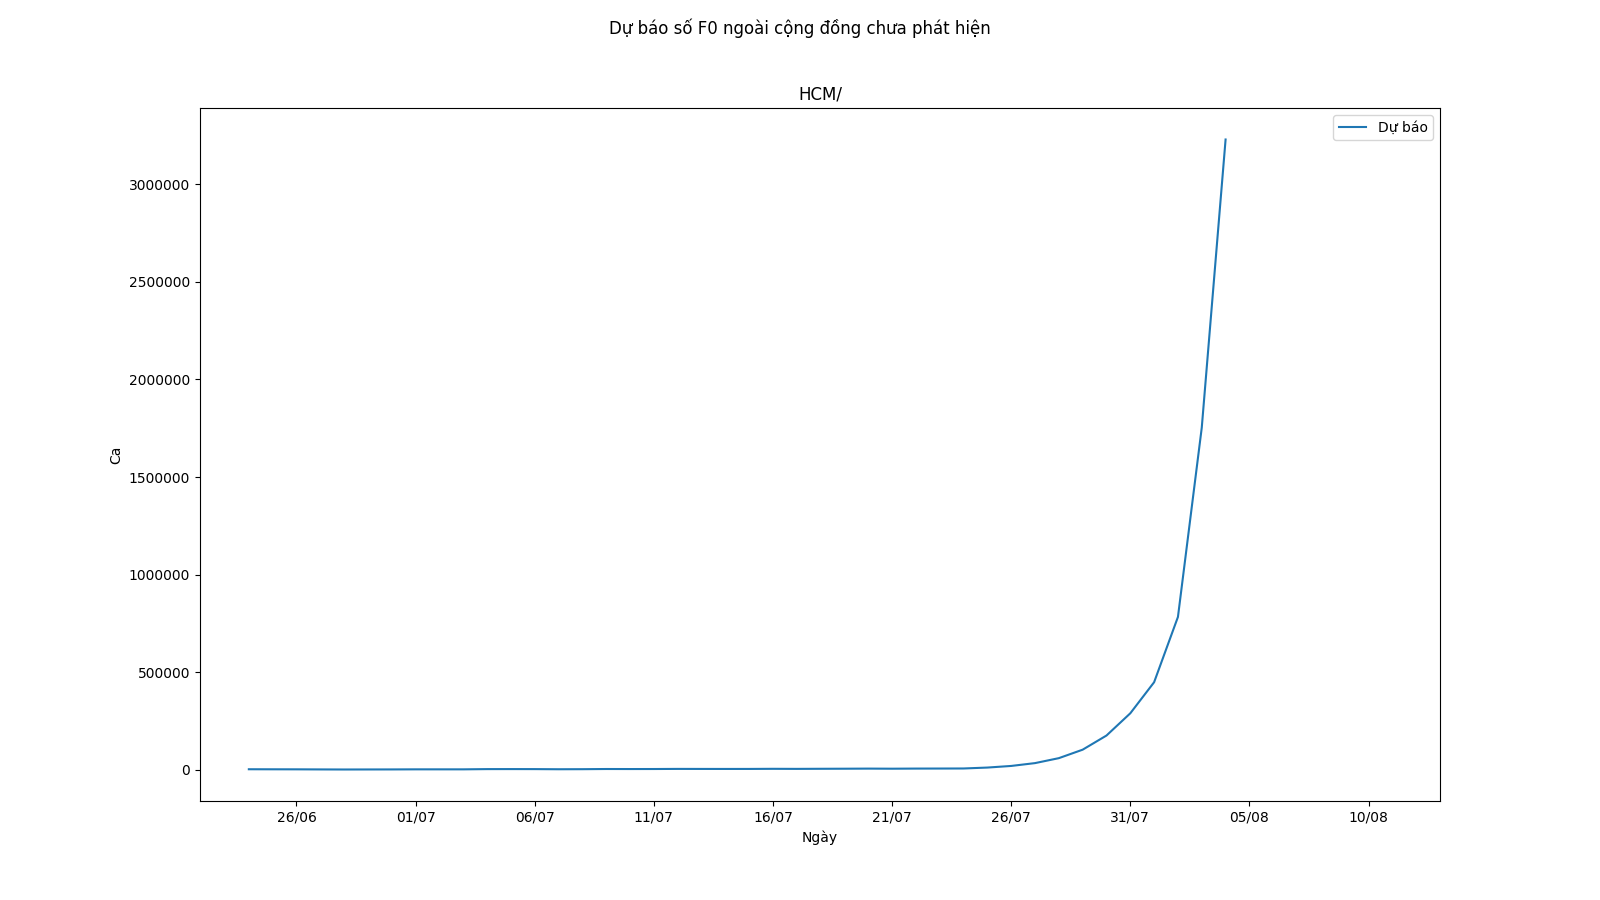 Dự báo số F0 ngoài cộng đồng chưa phát hiện
HCM/
Dự báo
Ca
3000000
2500000
2000000
1500000
1000000
500000
0
26/06 01/07 06/07 11/07 16/07 21/07 26/07 31/07 05/08 10/08
Ngày